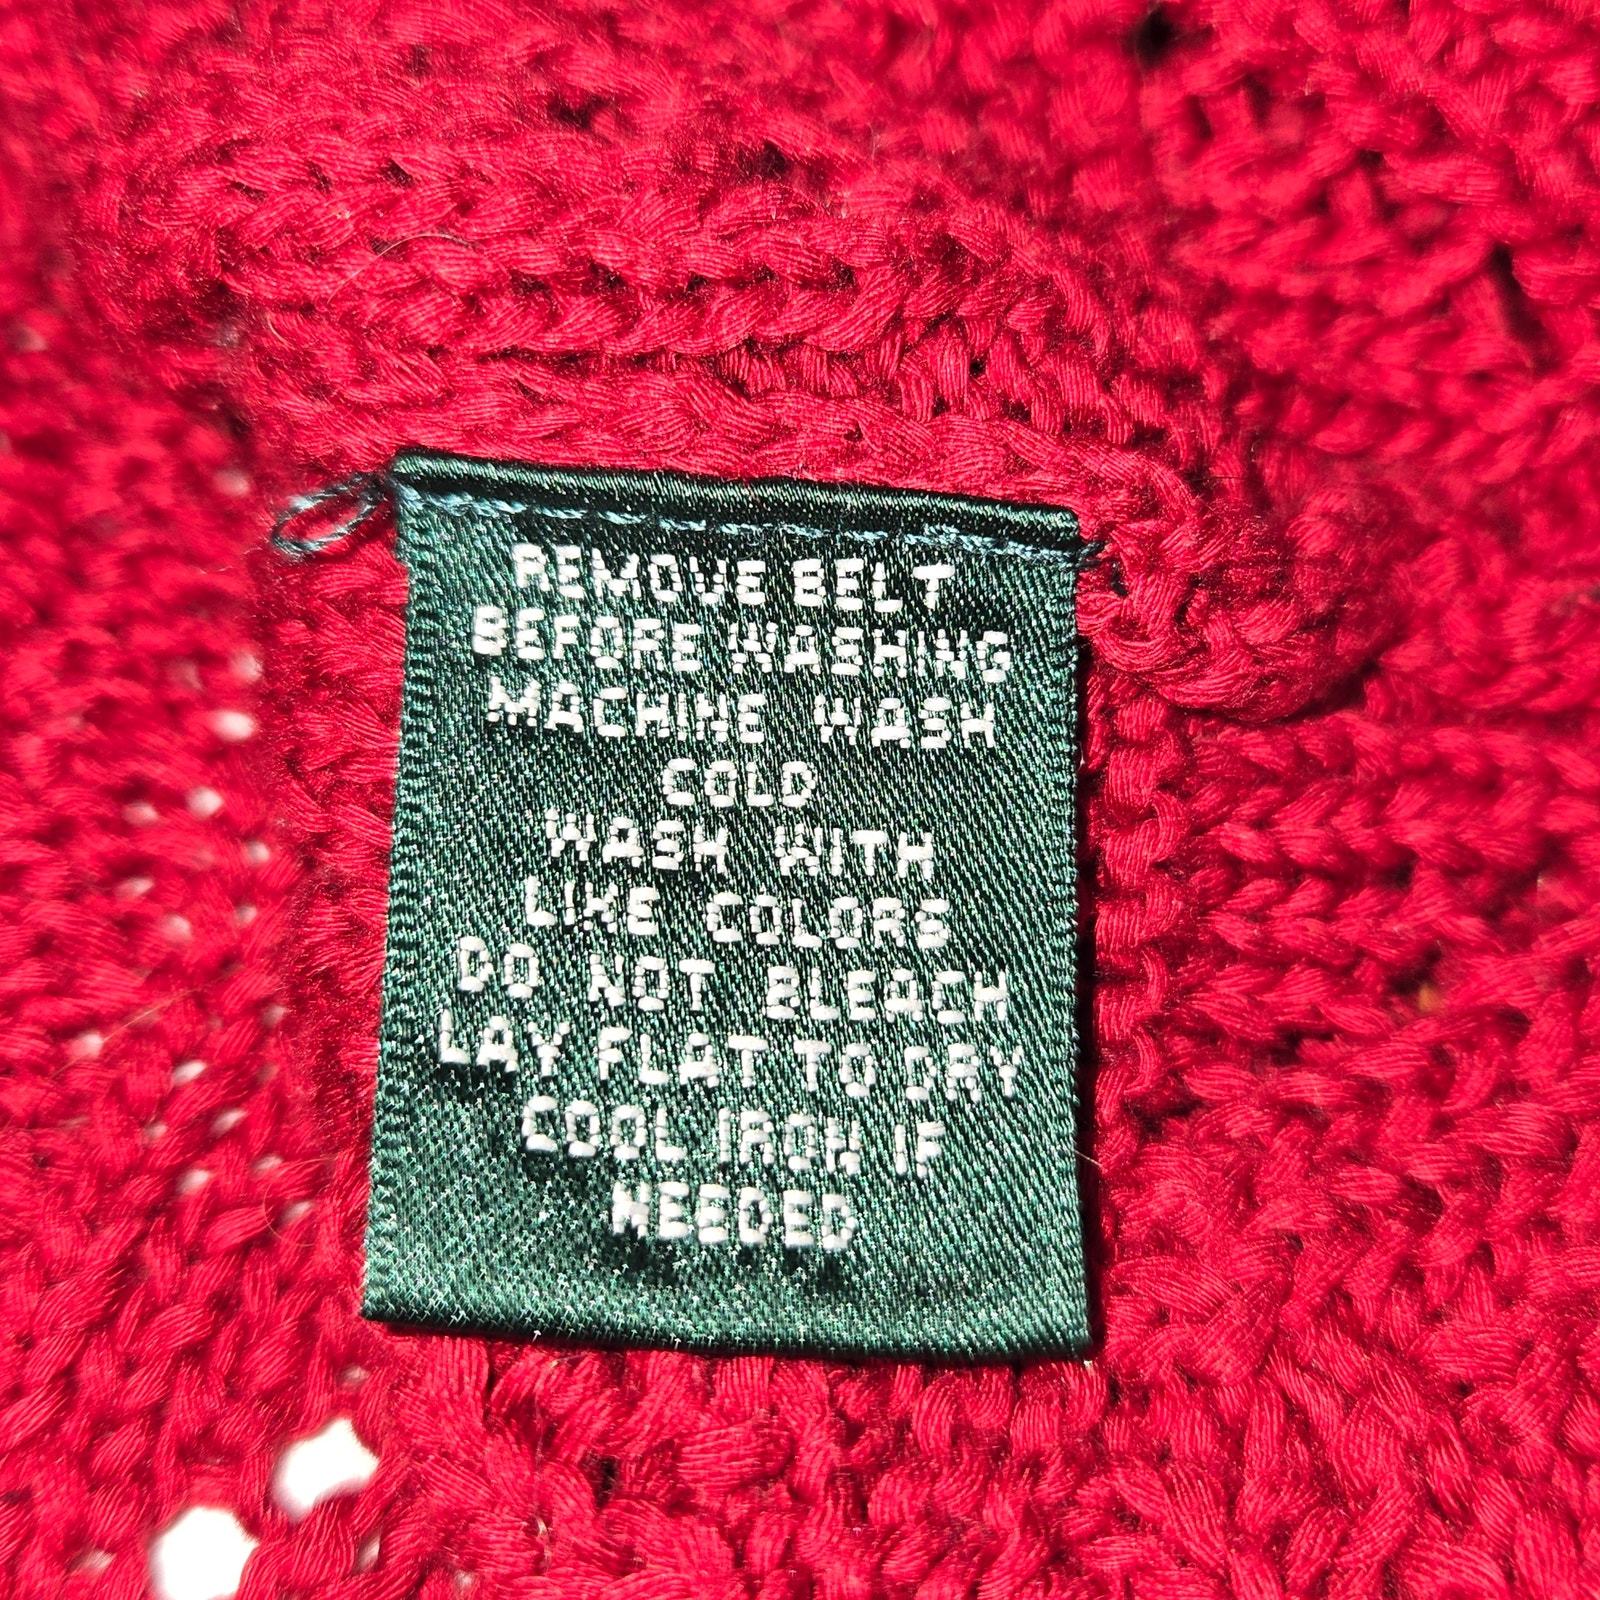 REMOVE BELT
BEFORE WASHING
MACHINE WASH
COLD
WASH WITH
LIKE COLORS
DO NOT BLEACH
LAY FLAT TO DRY
COOL IRON IF
NEEDED